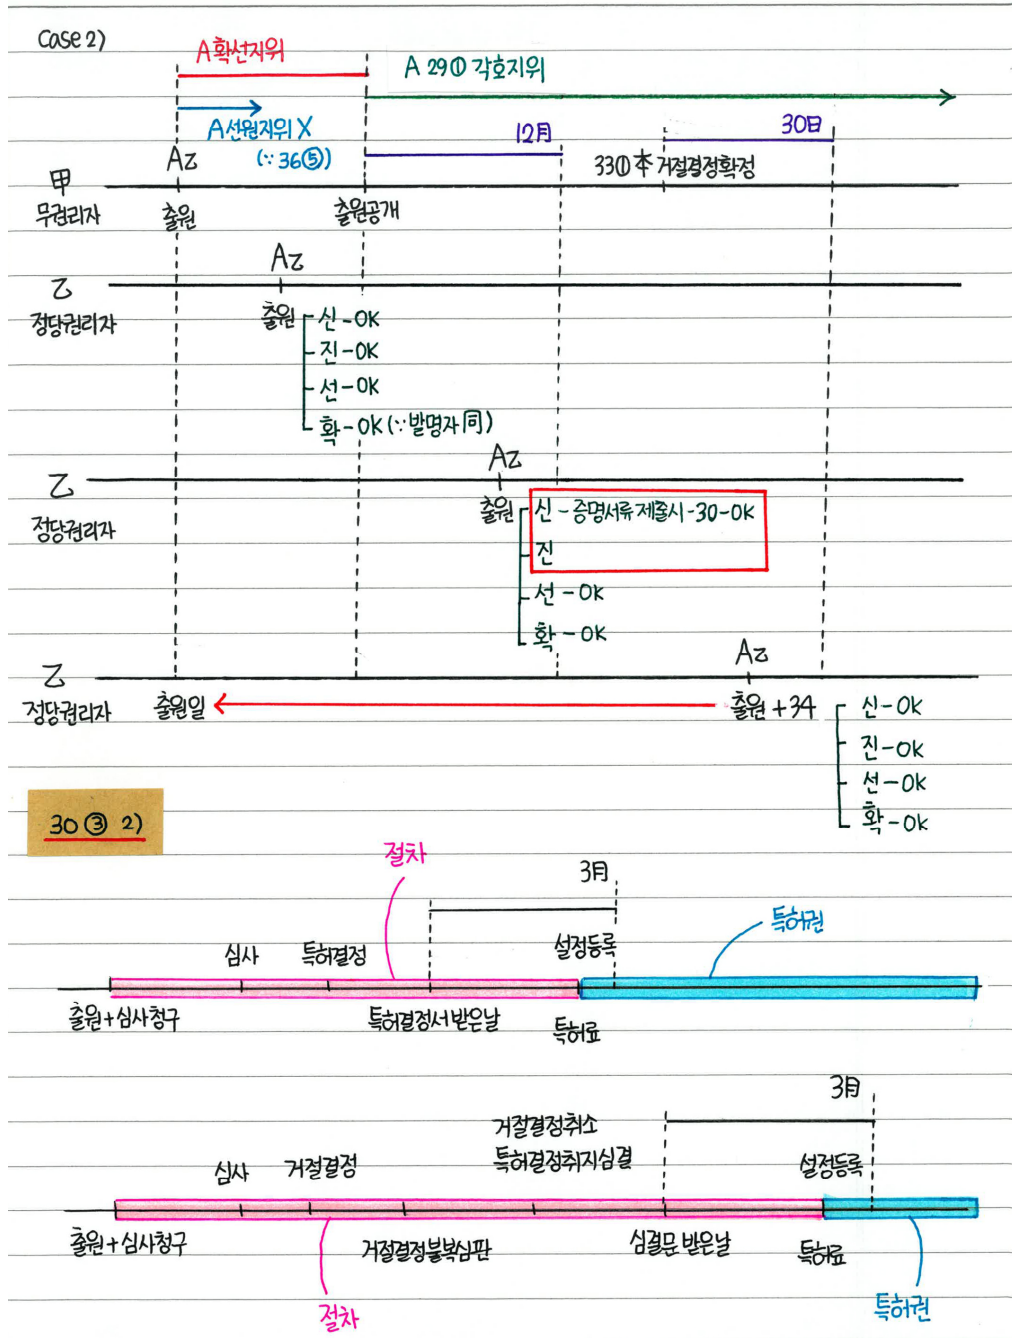 Case 2)
A 확선지위
A 29① 각호지위
A 선원지위 X
(∵ 36⑤)
12月
30日
A乙
33①本 거절결정확정
甲
무권리자
출원
출원공개
A乙
乙
정당권리자
출원
신-OK
진-OK
선-OK
확-OK (∵발명자 同)
A乙
乙
정당권리자
출원
신 - 증명서류 제출시 - 30 - OK
진
선 - OK
확 - OK
A乙
乙
정당권리자
출원일
출원 + 34
신-OK
진-OK
선-OK
확-OK
30 ③ 2)
절차
3月
특허권
심사
특허결정
설정등록
출원+심사청구
특허결정서 받은날
특허료
3月
거절결정취소
특허결정취지심결
심사
거절결정
설정등록
출원+심사청구
거절결정불복심판
심결문 받은날
특허료
절차
특허권